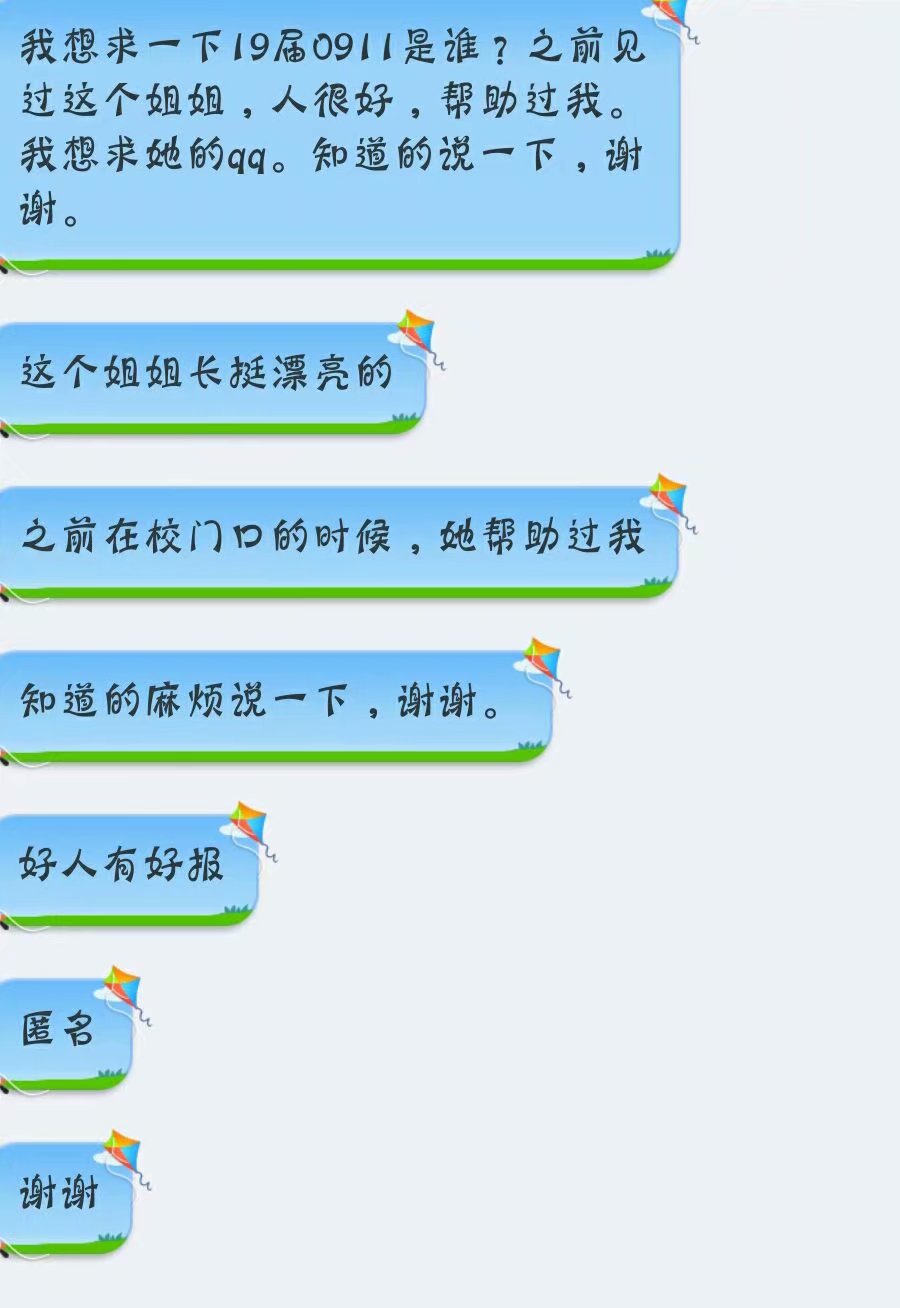 我想求一下19届0911是谁？之前见
过这个姐姐，人很好，帮助过我。
我想求她的qq。知道的说一下，谢
谢。
这个姐姐长挺漂亮的
之前在校门口的时候，她帮助过我
知道的麻烦说一下，谢谢。
好人有好报
匿名
谢谢